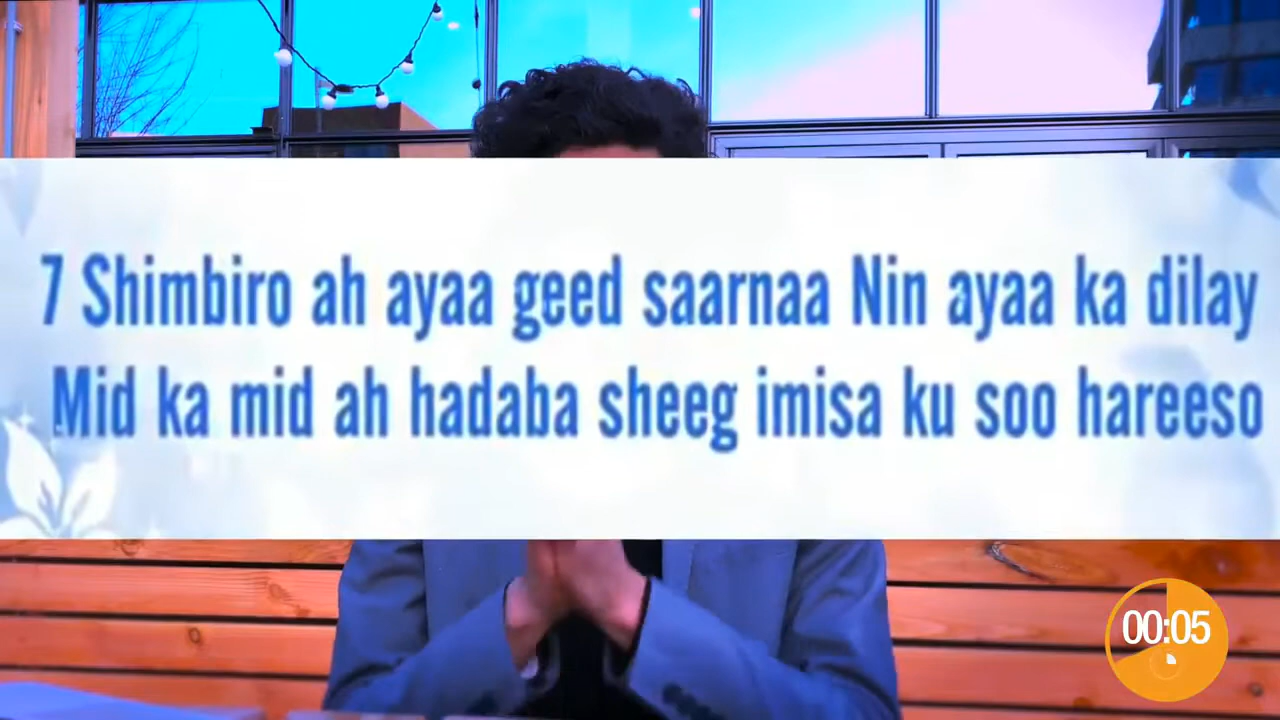 7 Shimbiro ah ayaa geed saarnaa Nin ayaa ka dilay
Mid ka mid ah hadaba sheeg imisa ku soo hareeso
00:05